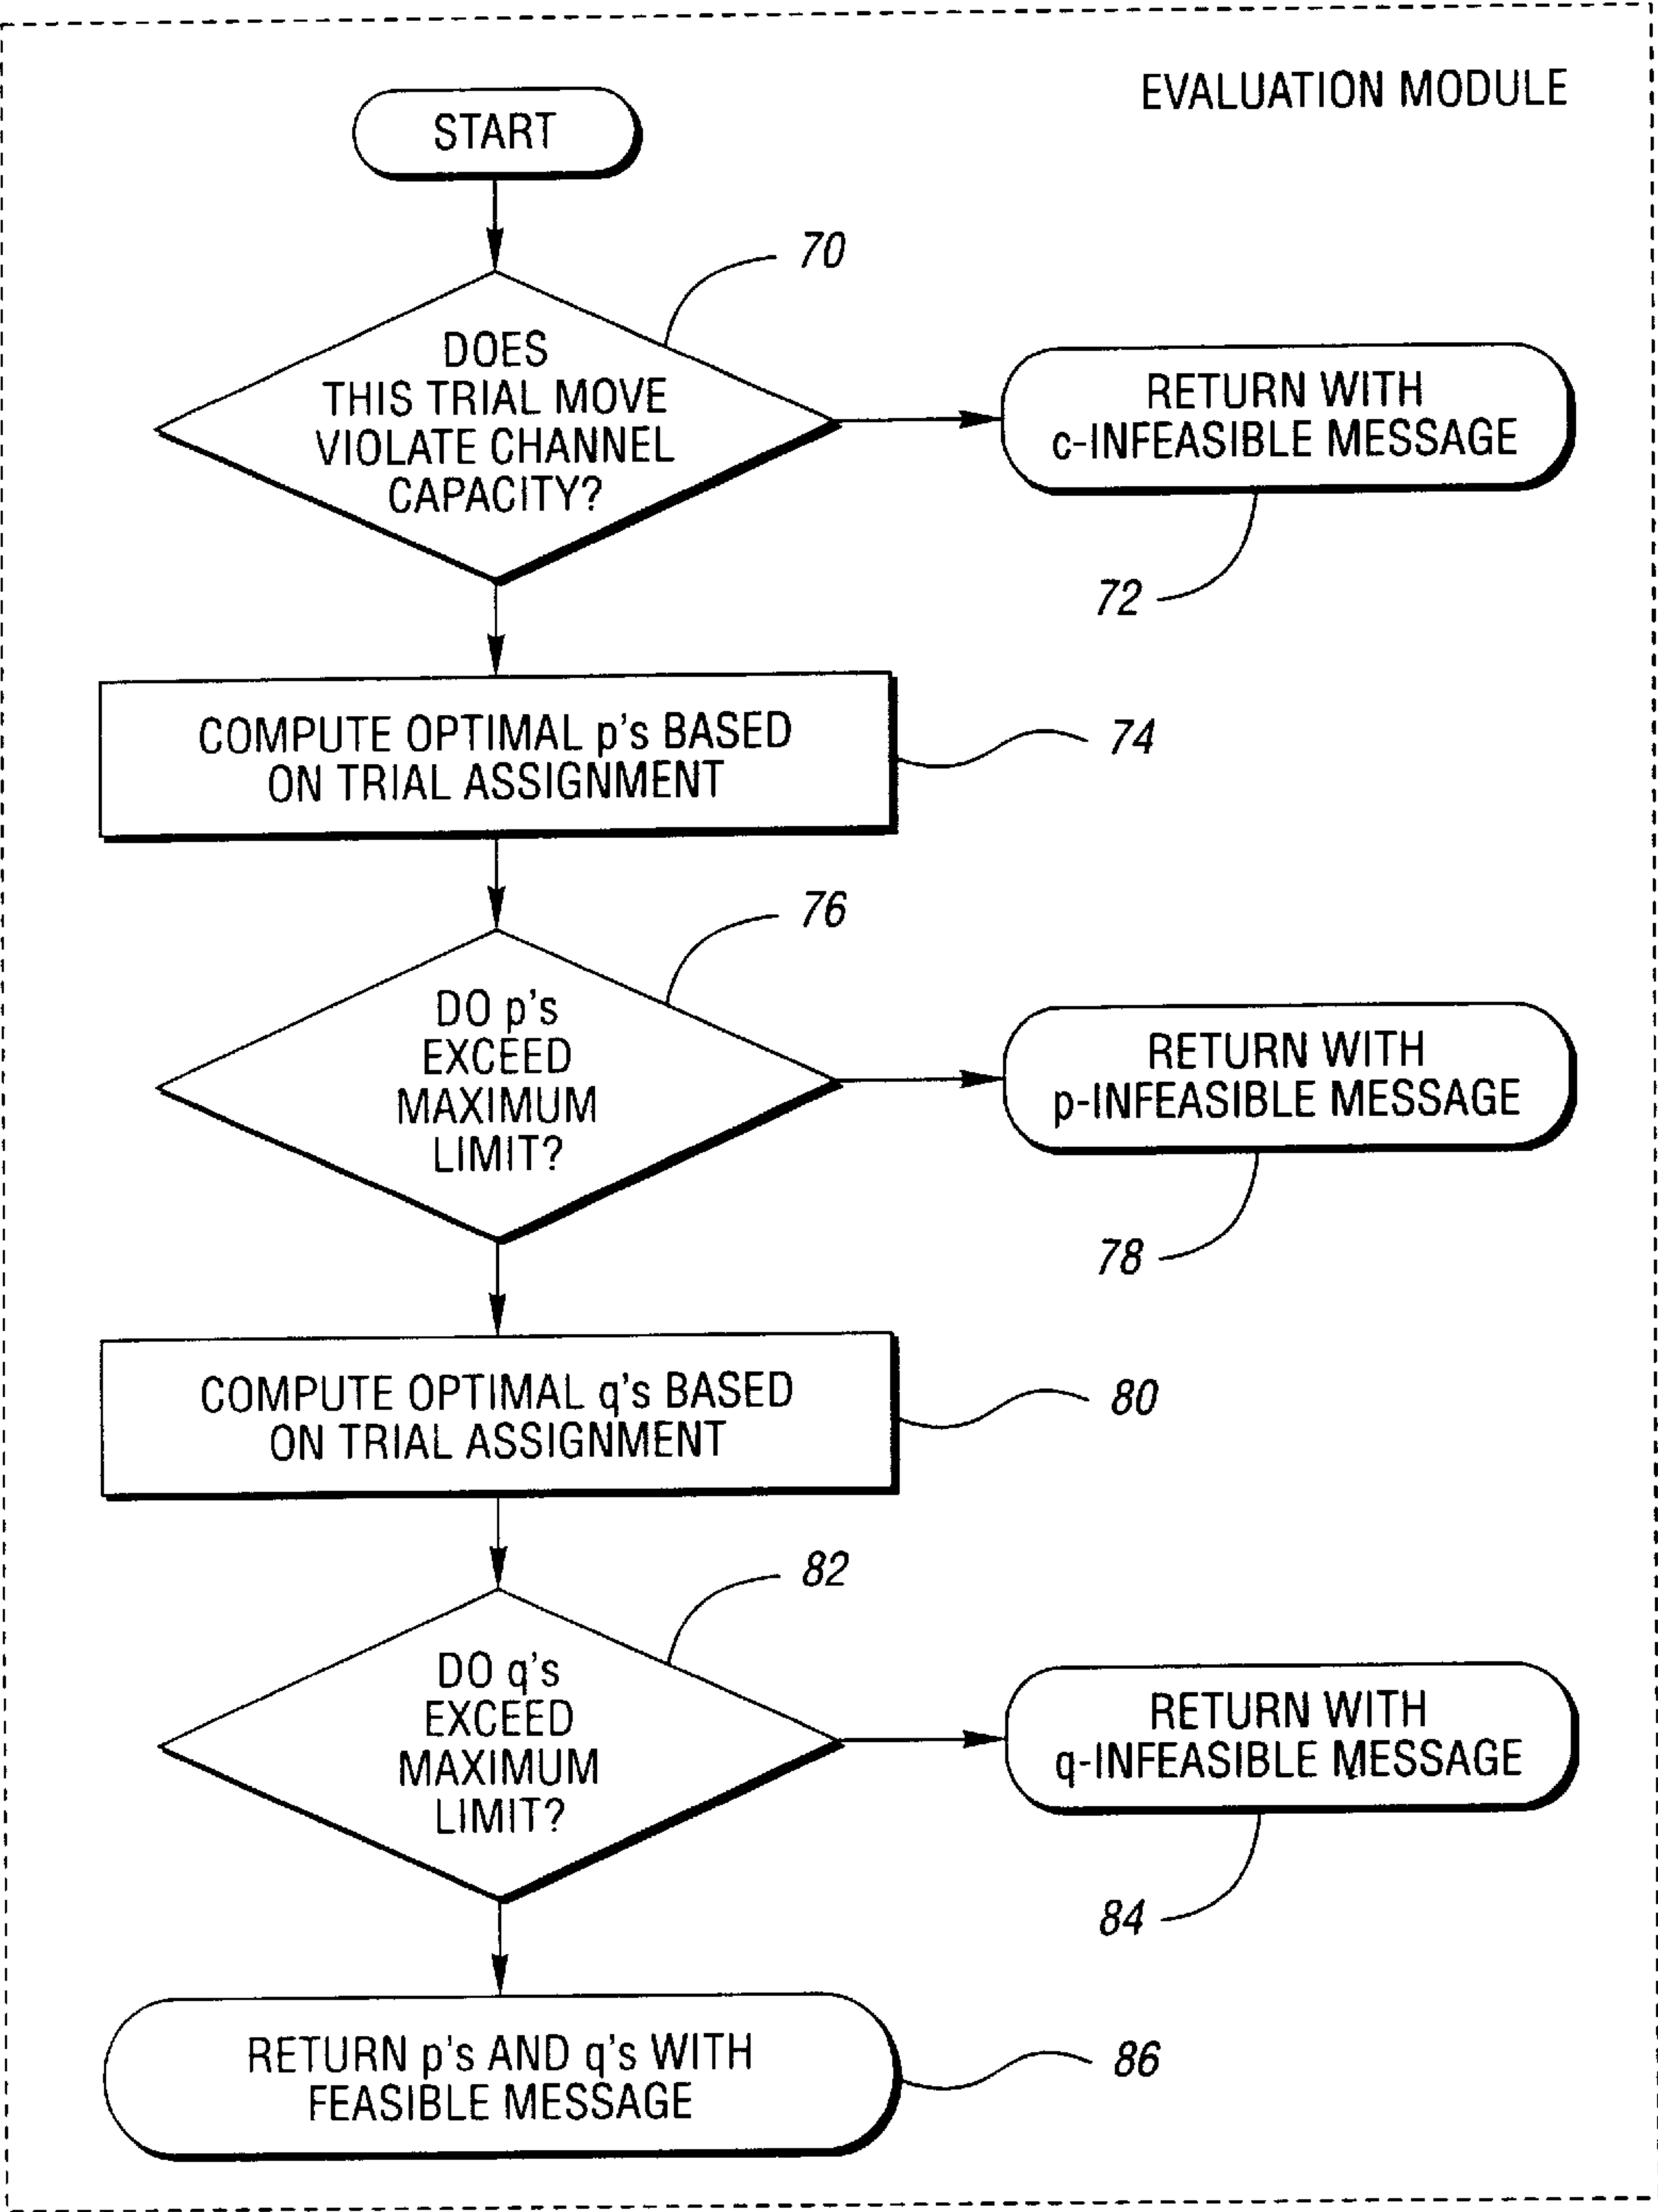 EVALUATION MODULE
START
70
DOES
THIS TRIAL MOVE
VIOLATE CHANNEL
CAPACITY?
RETURN WITH
c-INFEASIBLE MESSAGE
72
COMPUTE OPTIMAL p's BASED
ON TRIAL ASSIGNMENT
74
76
DO p's
EXCEED
MAXIMUM
LIMIT?
RETURN WITH
p-INFEASIBLE MESSAGE
78
COMPUTE OPTIMAL q's BASED
ON TRIAL ASSIGNMENT
80
82
DO q's
EXCEED
MAXIMUM
LIMIT?
RETURN WITH
q-INFEASIBLE MESSAGE
84
RETURN p's AND q's WITH
FEASIBLE MESSAGE
86